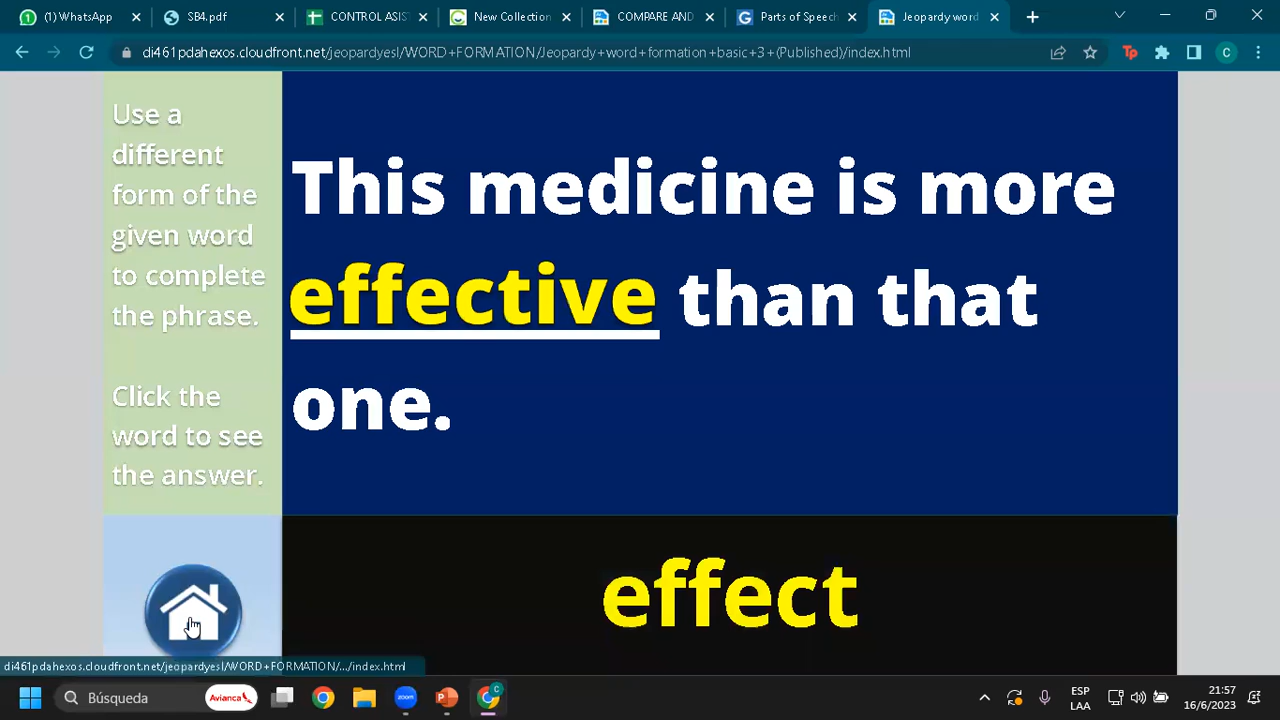 (1) WhatsApp
SB4.pdf
CONTROL ASIS
New Collection
COMPARE AND
Parts of Speech
Jeopardy word
di461pdahexos.cloudfront.net/jeopardyesl/WORD+FORMATION/Jeopardy+word+formation+basic+3+(Published)/index.html
Tp
C
Use a
different
form of the
given word
to complete
the phrase.
Click the
word to see
the answer.
This medicine is more
effective than that
one.
effect
di461pdahexos.cloudfront.net/jeopardyesl/WORD+FORMATION/.../index.html
Búsqueda
Avianca
zoom
ESP
LAA
21:57
16/6/2023